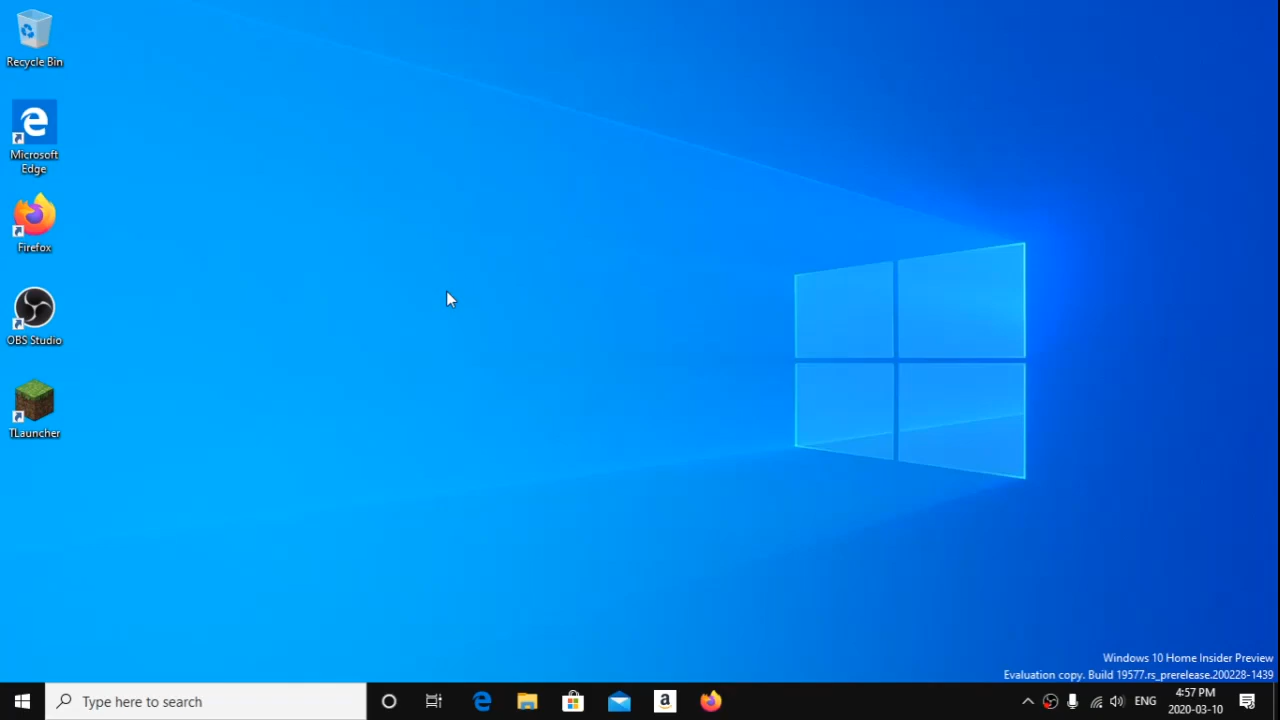 Recycle Bin
Microsoft
Edge
Firefox
OBS Studio
TLauncher
Windows 10 Home Insider Preview
Evaluation copy. Build 19577.rs_prerelease.200228-1439
Type here to search
a
ENG
4:57 PM
2020-03-10